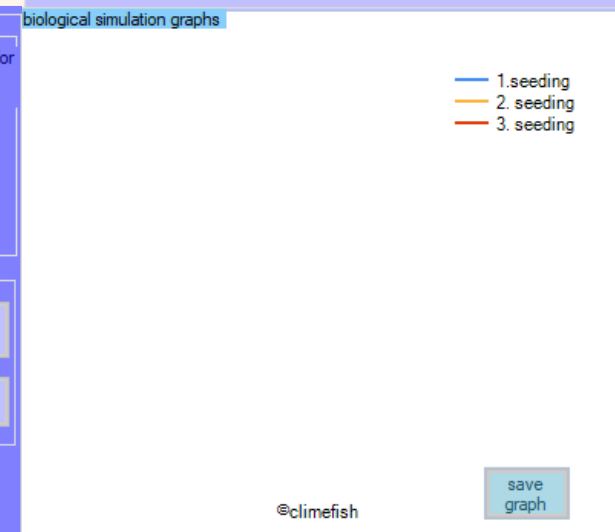 biological simulation graphs
or
1.seeding
2. seeding
3. seeding
save
graph
©climefish